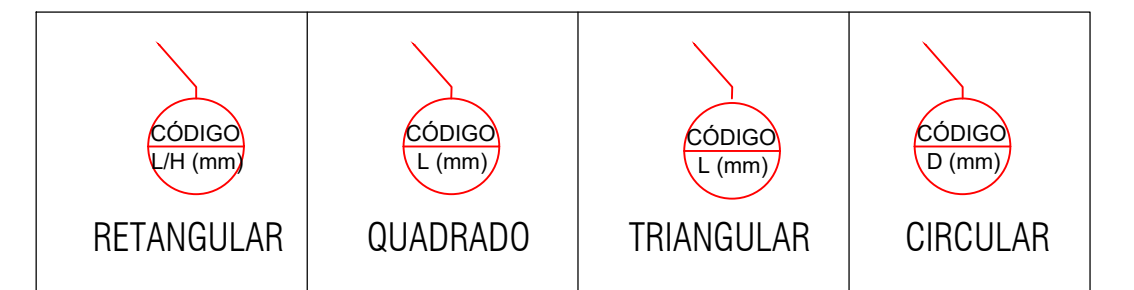 CÓDIGO
L/H (mm)
RETANGULAR
CÓDIGO
L (mm)
QUADRADO
CÓDIGO
L (mm)
TRIANGULAR
CÓDIGO
D (mm)
CIRCULAR